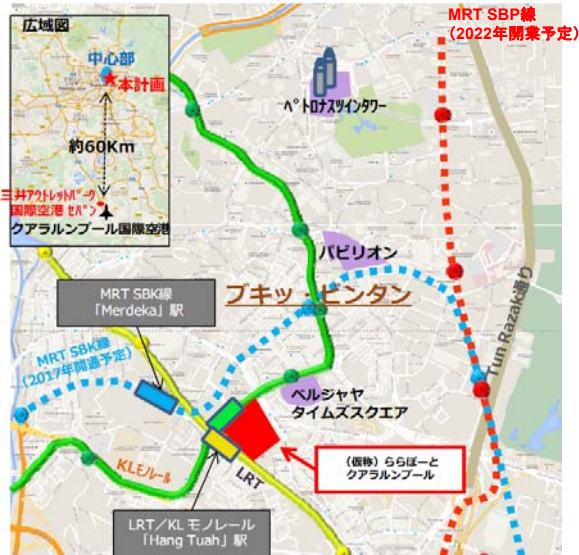 広域図
中心部
本計画
約60Km
三井アウトレットパーク
国際空港 セパン
クアラルンプール国際空港
MRT SBP線
(2022年開業予定)
ペトロナスツインタワー
パビリオン
ブキッ・ビンタン
Tun Razak通り
MRT SBK線
「Merdeka」駅
MRT SBK線
(2017年開通予定)
ベルジャヤ
タイムズスクエア
KLモノレール
LRT
(仮称)ららぽーと
クアラルンプール
LRT/KL モノレール
「Hang Tuah」駅